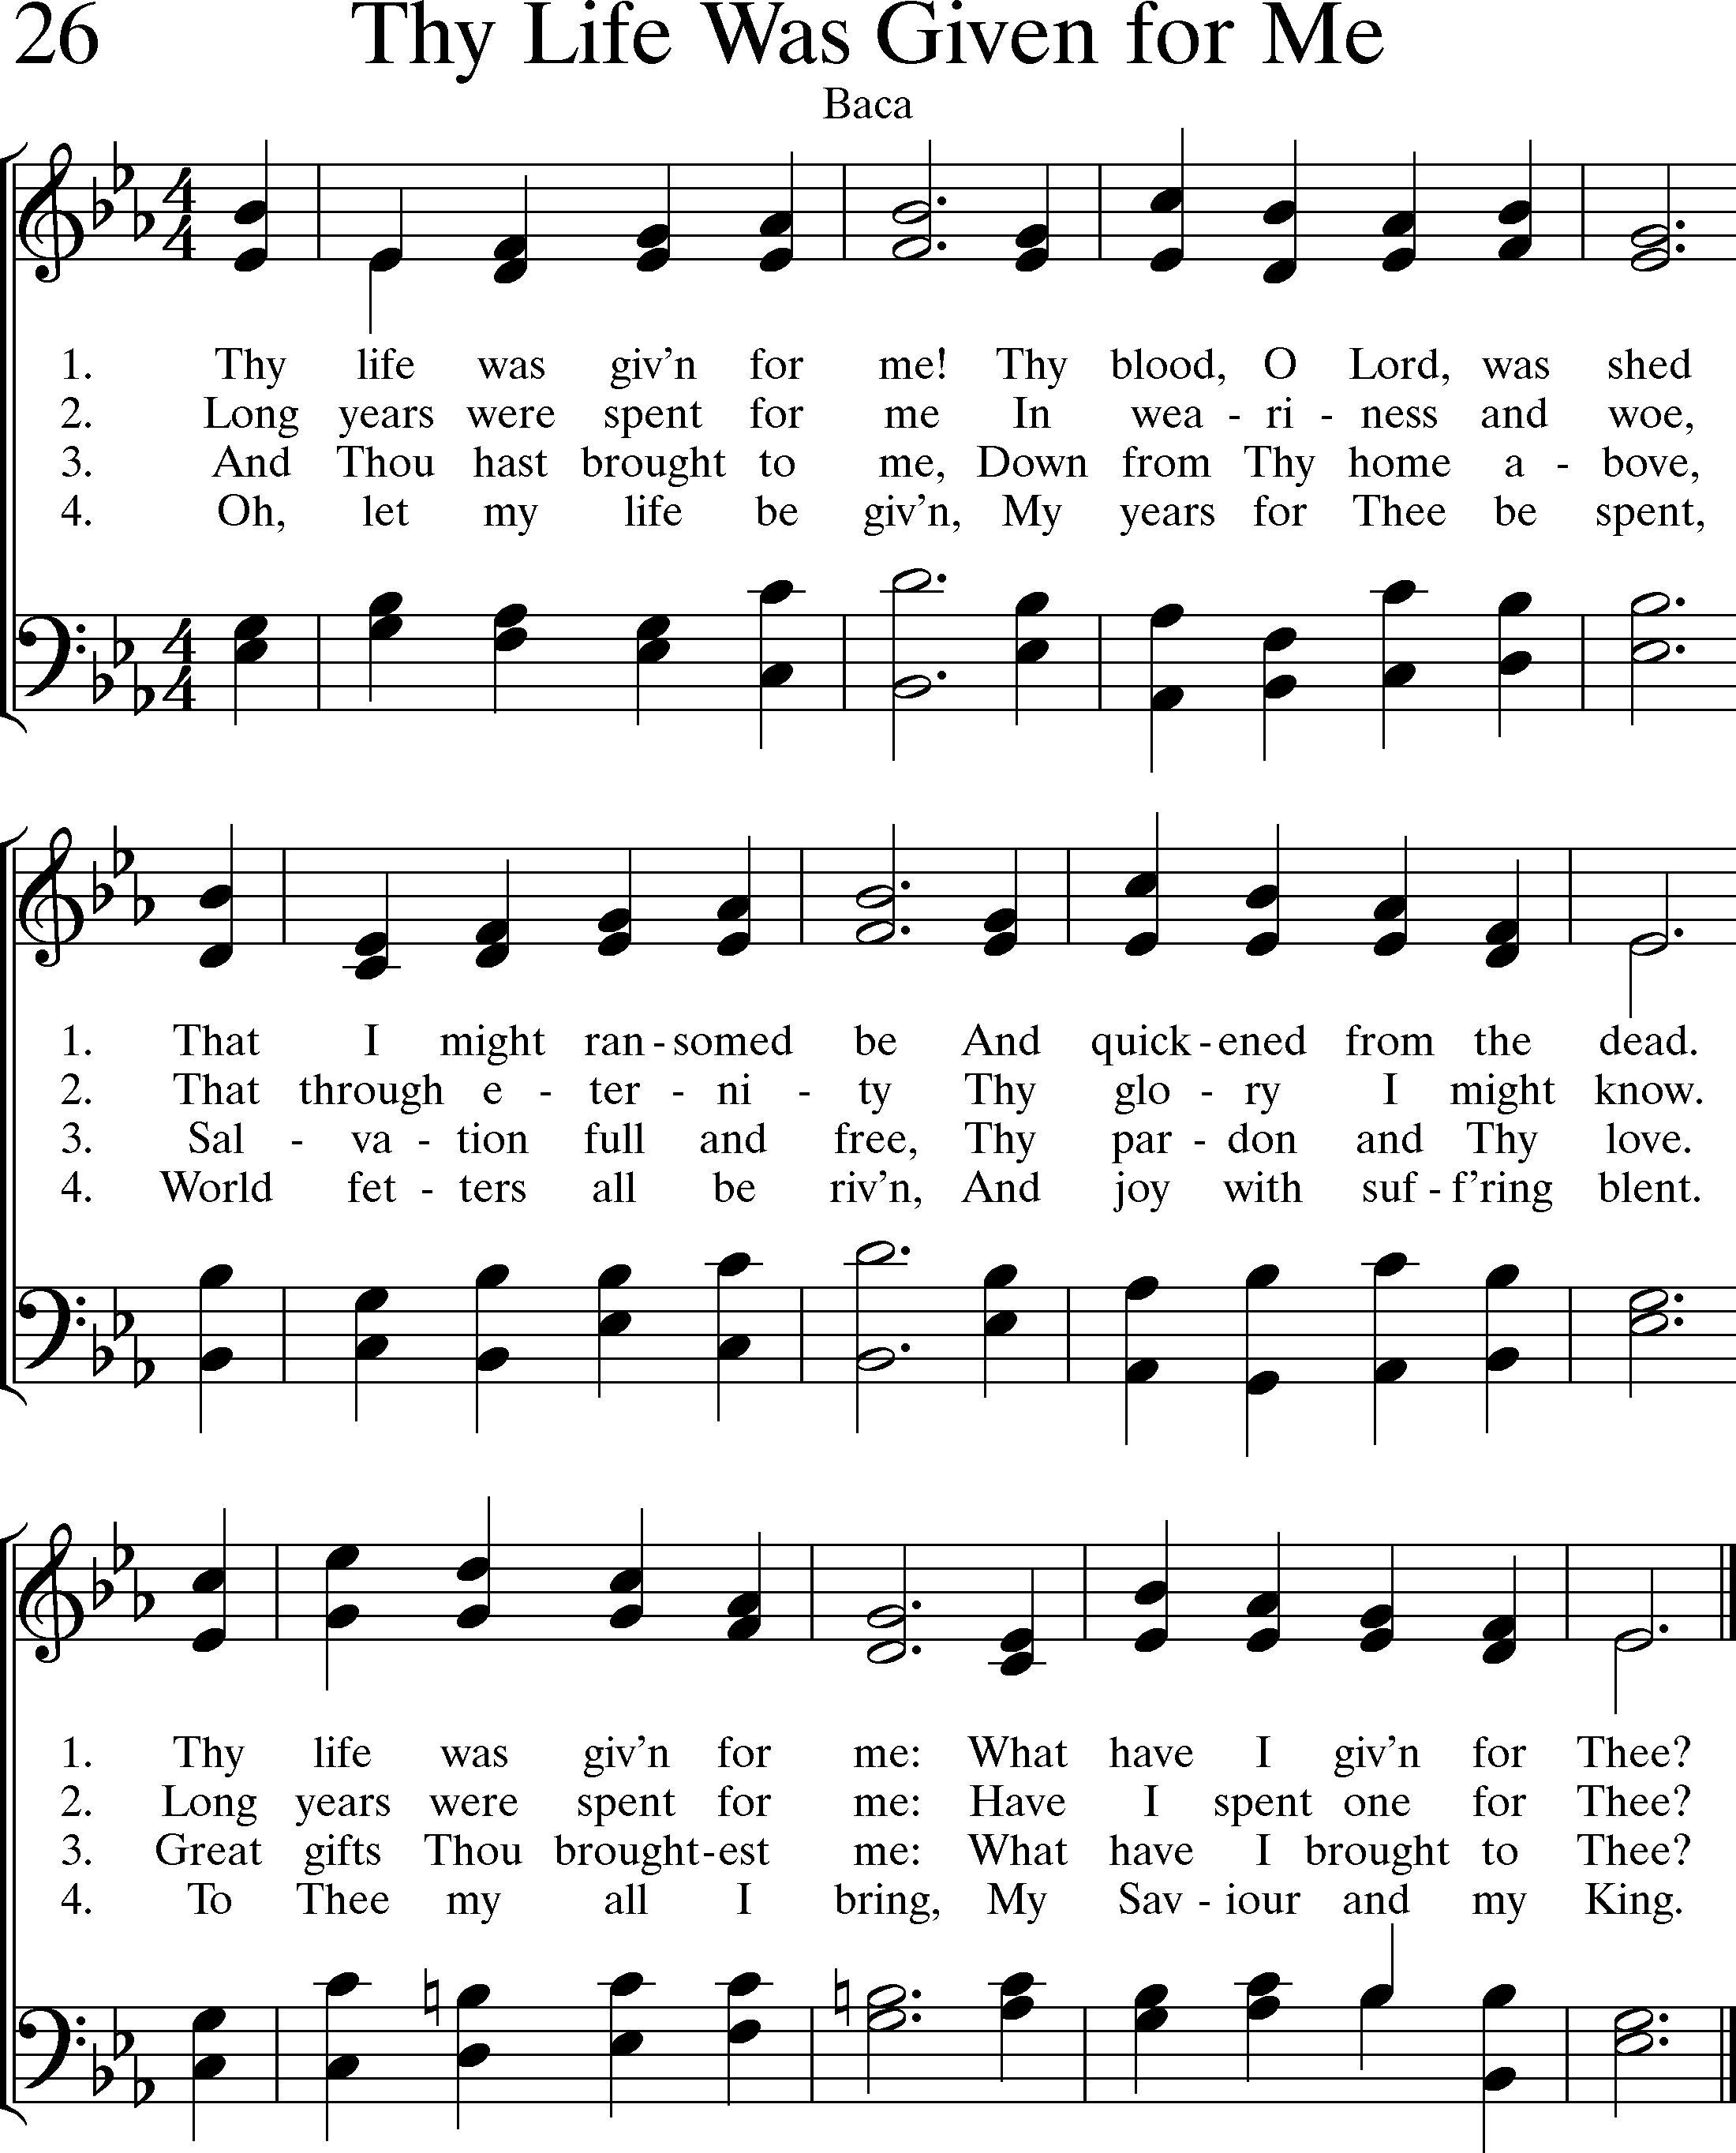 26 Thy Life Was Given for Me
Baca
1. Thy life was giv’n for me! Thy blood, O Lord, was shed
2. Long years were spent for me In wea - ri - ness and woe,
3. And Thou hast brought to me, Down from Thy home a - bove,
4. Oh, let my life be giv’n, My years for Thee be spent,
1. That I might ran - somed be And quick - ened from the dead.
2. That through e - ter - ni - ty Thy glo - ry I might know.
3. Sal - va - tion full and free, Thy par - don and Thy love.
4. World fet - ters all be riv’n, And joy with suf - f’ring blent.
1. Thy life was giv’n for me: What have I giv’n for Thee?
2. Long years were spent for me: Have I spent one for Thee?
3. Great gifts Thou brought - est me: What have I brought to Thee?
4. To Thee my all I bring, My Sav - iour and my King.